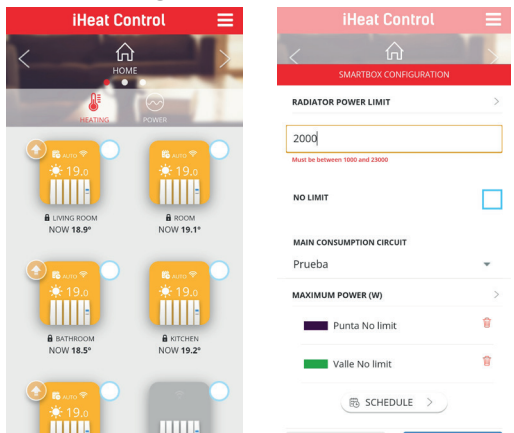 iHeat Control
HOME
HEATING
POWER
AUTO
19.0
AUTO
19.0
LIVING ROOM
NOW 18.9°
ROOM
NOW 19.1°
AUTO
19.0
AUTO
19.0
BATHROOM
NOW 18.5°
KITCHEN
NOW 19.2°
AUTO
19.0
iHeat Control
SMARTBOX CONFIGURATION
RADIATOR POWER LIMIT
2000
Must be between 1000 and 23000
NO LIMIT
MAIN CONSUMPTION CIRCUIT
Prueba
MAXIMUM POWER (W)
Punta No limit
Valle No limit
SCHEDULE